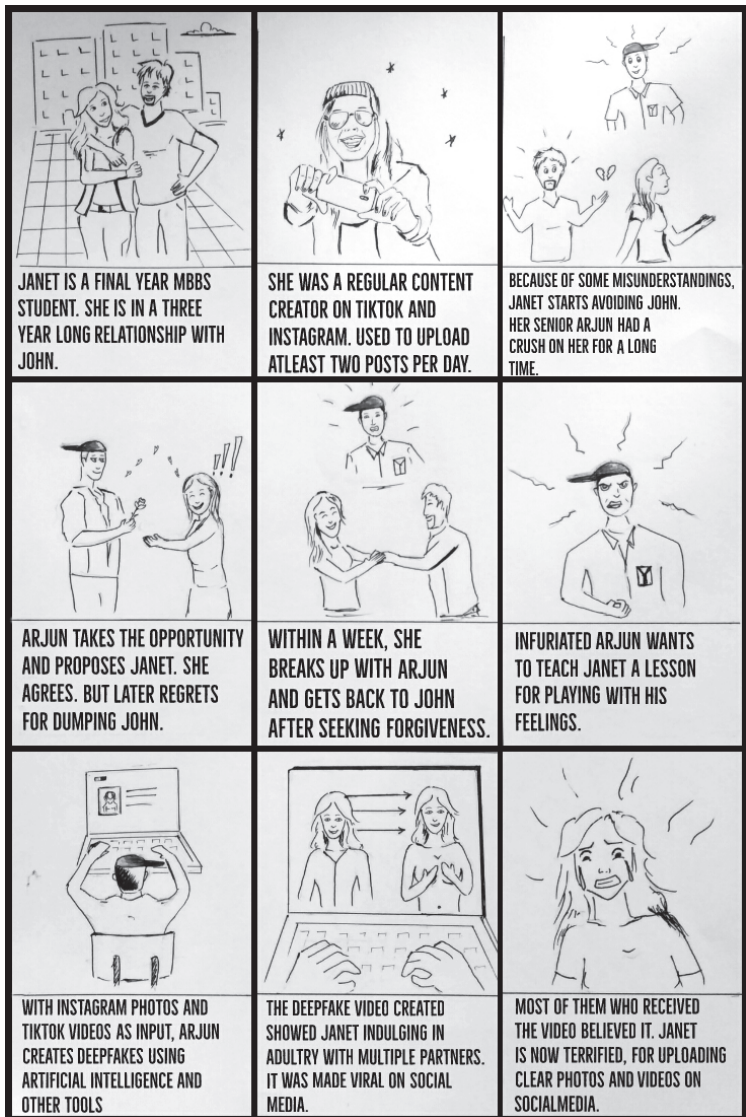 JANET IS A FINAL YEAR MBBS
STUDENT. SHE IS IN A THREE
YEAR LONG RELATIONSHIP WITH
JOHN.
SHE WAS A REGULAR CONTENT
CREATOR ON TIKTOK AND
INSTAGRAM. USED TO UPLOAD
ATLEAST TWO POSTS PER DAY.
BECAUSE OF SOME MISUNDERSTANDINGS,
JANET STARTS AVOIDING JOHN.
HER SENIOR ARJUN HAD A
CRUSH ON HER FOR A LONG
TIME.
ARJUN TAKES THE OPPORTUNITY
AND PROPOSES JANET. SHE
AGREES. BUT LATER REGRETS
FOR DUMPING JOHN.
WITHIN A WEEK, SHE
BREAKS UP WITH ARJUN
AND GETS BACK TO JOHN
AFTER SEEKING FORGIVENESS.
INFURIATED ARJUN WANTS
TO TEACH JANET A LESSON
FOR PLAYING WITH HIS
FEELINGS.
WITH INSTAGRAM PHOTOS AND
TIKTOK VIDEOS AS INPUT, ARJUN
CREATES DEEPFAKES USING
ARTIFICIAL INTELLIGENCE AND
OTHER TOOLS
THE DEEPFAKE VIDEO CREATED
SHOWED JANET INDULGING IN
ADULTRY WITH MULTIPLE PARTNERS.
IT WAS MADE VIRAL ON SOCIAL
MEDIA.
MOST OF THEM WHO RECEIVED
THE VIDEO BELIEVED IT. JANET
IS NOW TERRIFIED, FOR UPLOADING
CLEAR PHOTOS AND VIDEOS ON
SOCIALMEDIA.